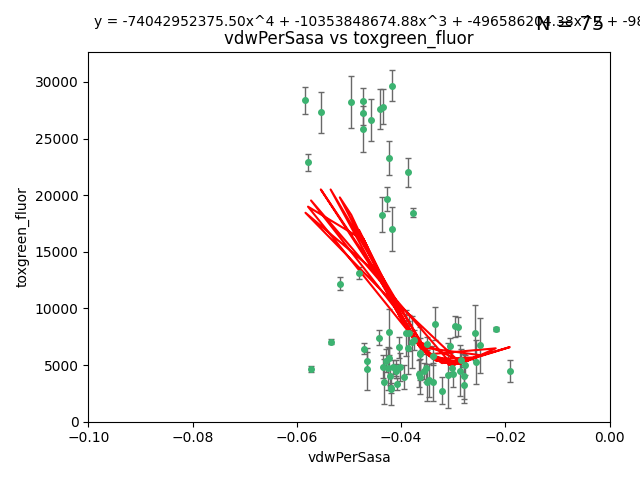 y = -74042952375.50x^4 + -10353848674.88x^3 + -496586204.38x^2 + -98
N = 75
vdwPerSasa vs toxgreen_fluor
30000
25000
20000
15000
10000
5000
0
toxgreen_fluor
−0.10 −0.08 −0.06 −0.04 −0.02 0.00
vdwPerSasa